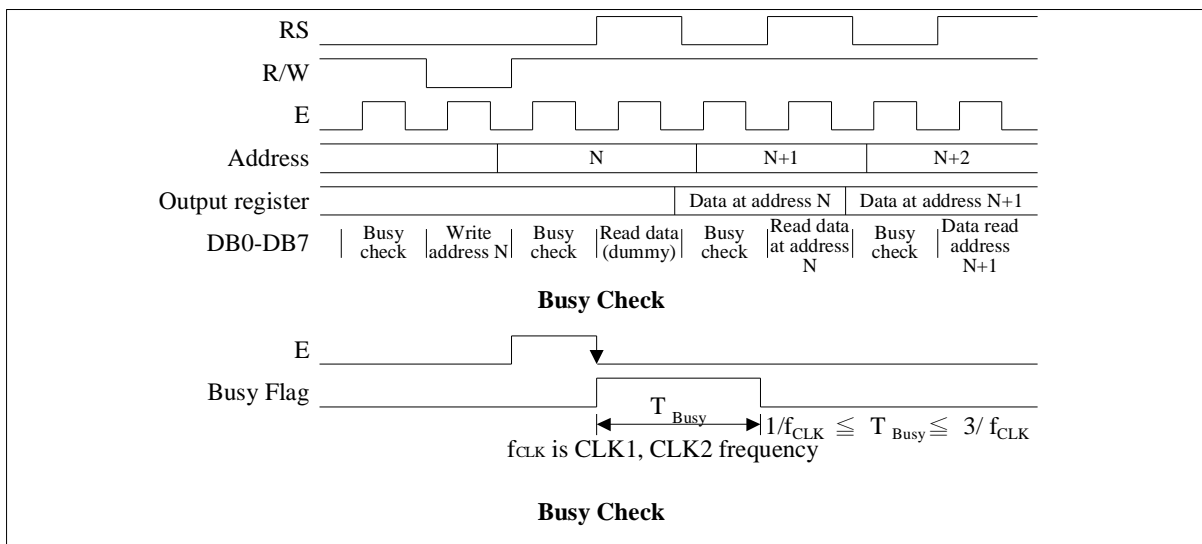 RS
R/W
E
Address N N+1 N+2
Output register Data at address N Data at address N+1
DB0-DB7 Busy check Write address N Busy check Read data (dummy) Busy check Read data at address N Busy check Data read address N+1
Busy Check
E
Busy Flag
T Busy 1/fCLK ≦ T Busy ≦ 3/ fCLK
fCLK is CLK1, CLK2 frequency
Busy Check